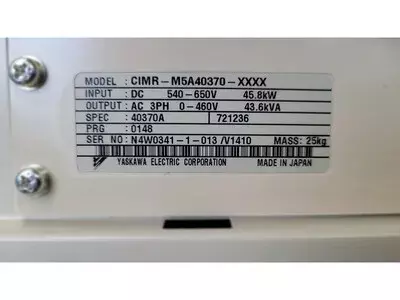 MODEL : CIMR-M5A40370-XXXX
INPUT : DC 540-650V 45.8kW
OUTPUT : AC 3PH 0-460V 43.6kVA
SPEC : 40370A 721236
PRG : 0148
SER NO : N4W0341-1-013/V1410 MASS: 25kg
YASKAWA ELECTRIC CORPORATION MADE IN JAPAN